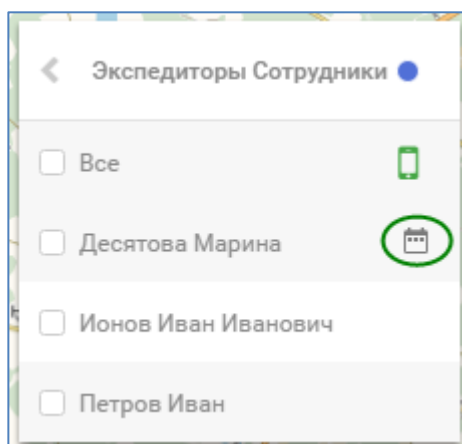 Экспедиторы Сотрудники
Все
Десятова Марина
Ионов Иван Иванович
Петров Иван